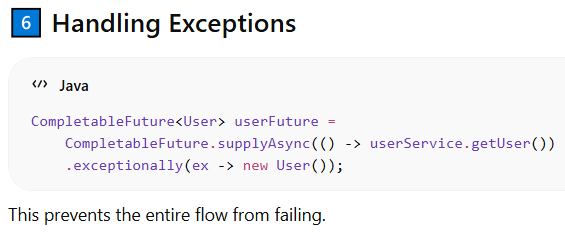 6 Handling Exceptions
</> Java
CompletableFuture<User> userFuture =
    CompletableFuture.supplyAsync(() -> userService.getUser())
    .exceptionally(ex -> new User());
This prevents the entire flow from failing.